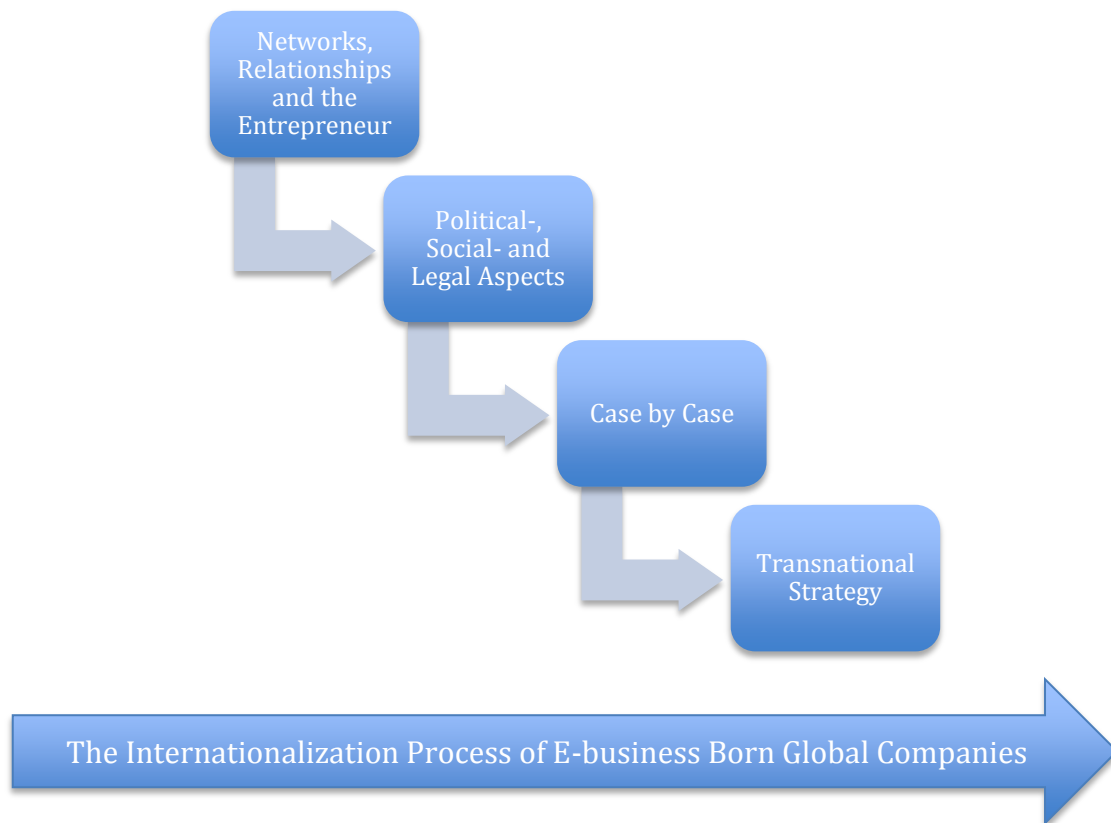 Networks,
Relationships
and the
Entrepreneur
Political-,
Social- and
Legal Aspects
Case by Case
Transnational
Strategy
The Internationalization Process of E-business Born Global Companies